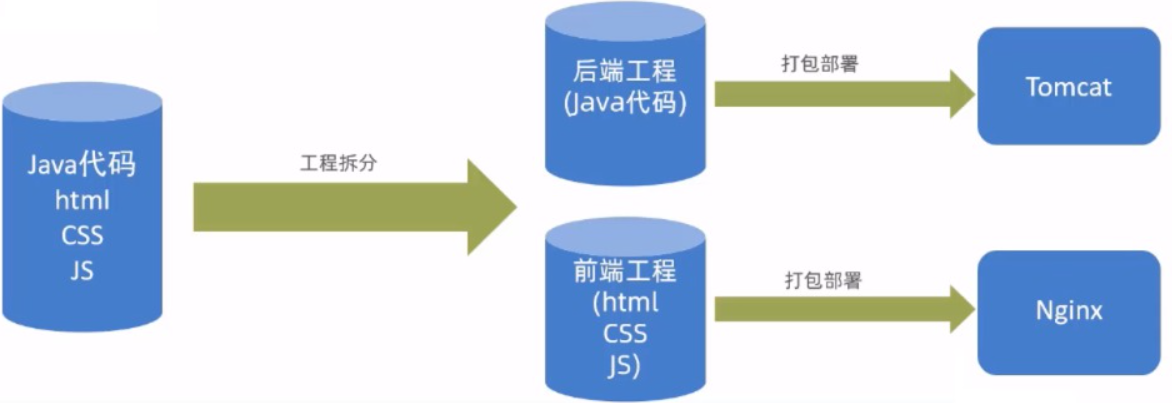 Java代码
html
CSS
JS
工程拆分
后端工程
(Java代码)
打包部署
Tomcat
前端工程
(html
CSS
JS)
打包部署
Nginx